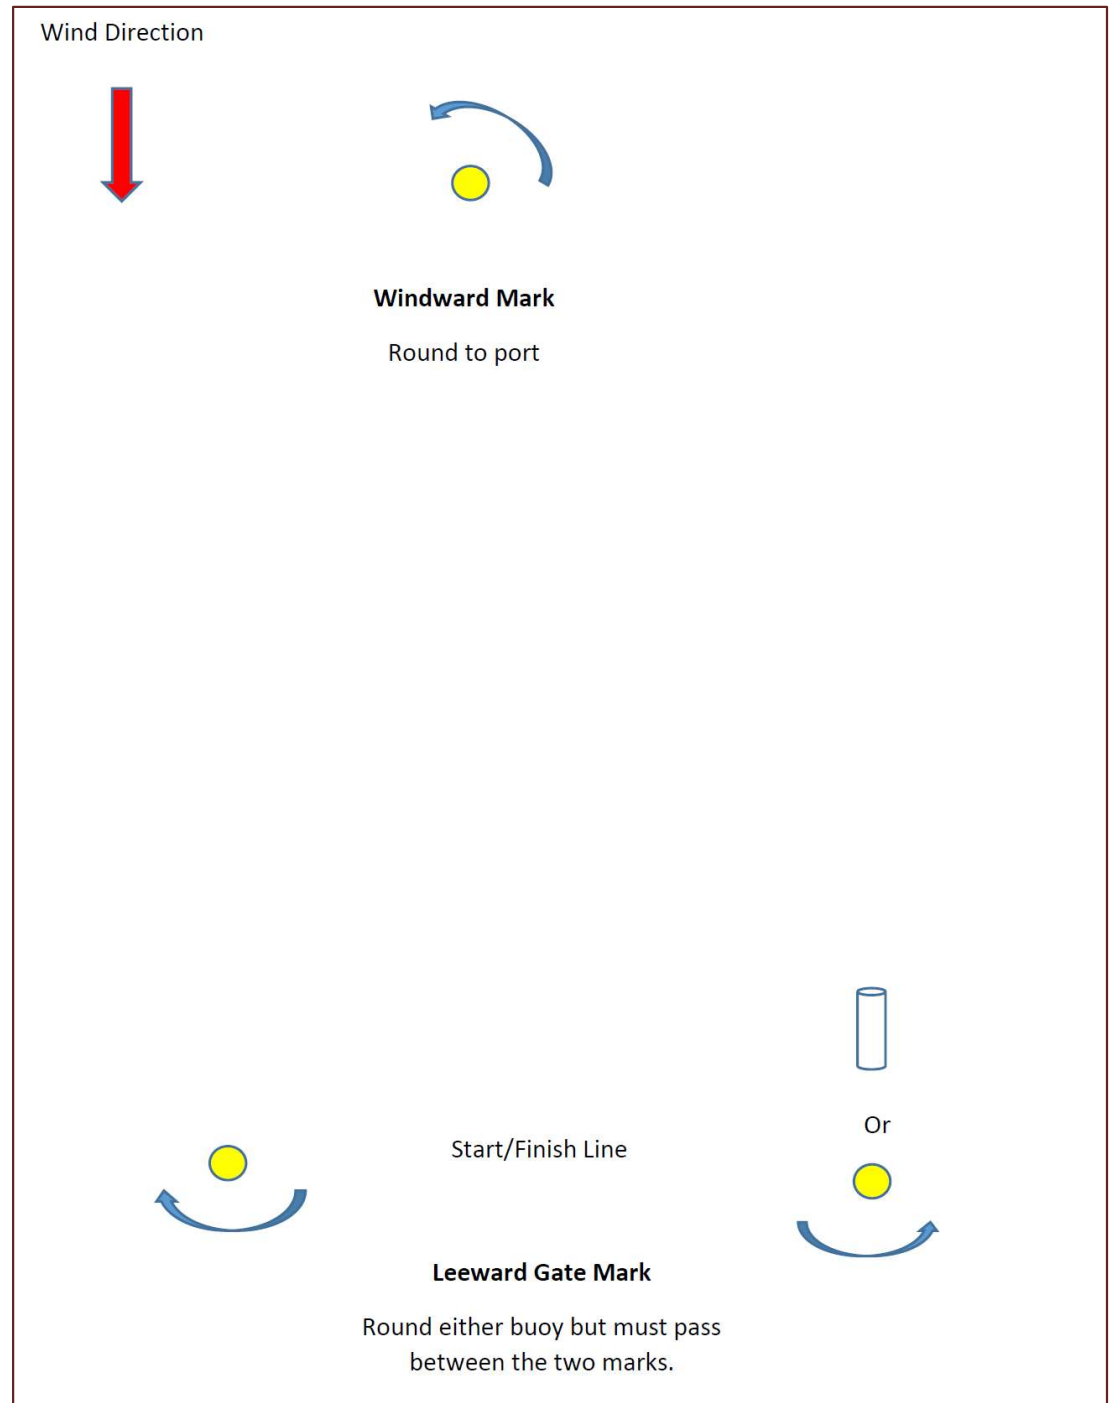 Wind Direction
Windward Mark
Round to port
Or
Start/Finish Line
Leeward Gate Mark
Round either buoy but must pass
between the two marks.